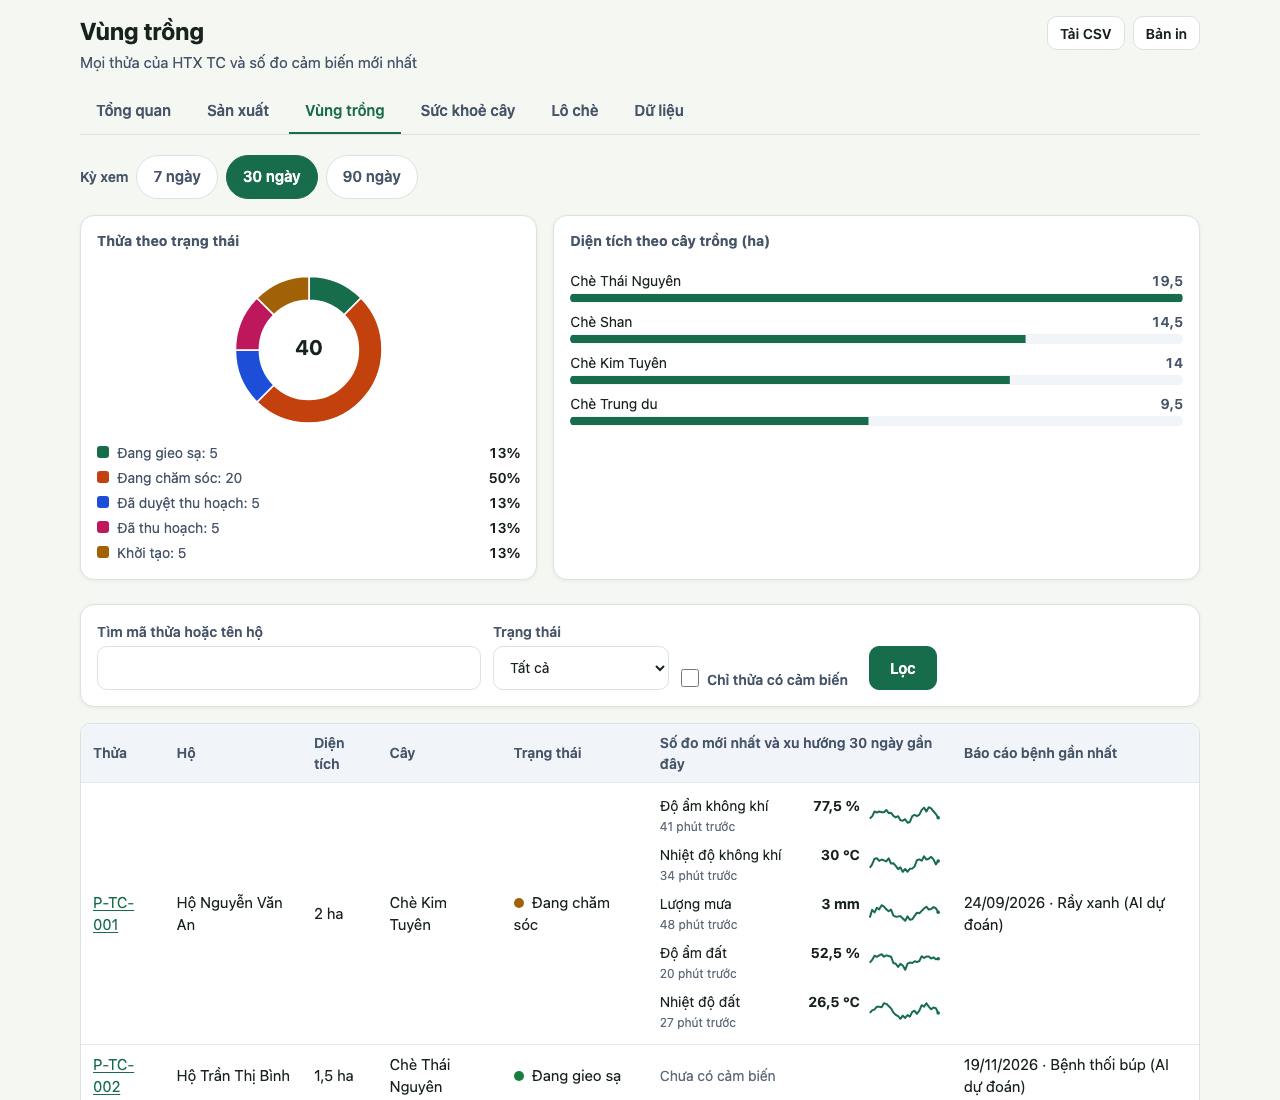 Vùng trồng
Mọi thửa của HTX TC và số đo cảm biến mới nhất
Tải CSV
Bản in
Tổng quan
Sản xuất
Vùng trồng
Sức khoẻ cây
Lô chè
Dữ liệu
Kỳ xem
7 ngày
30 ngày
90 ngày
Thửa theo trạng thái
40
Đang gieo sạ: 5
13%
Đang chăm sóc: 20
50%
Đã duyệt thu hoạch: 5
13%
Đã thu hoạch: 5
13%
Khởi tạo: 5
13%
Diện tích theo cây trồng (ha)
Chè Thái Nguyên
19,5
Chè Shan
14,5
Chè Kim Tuyên
14
Chè Trung du
9,5
Tìm mã thửa hoặc tên hộ
Trạng thái
Tất cả
Chỉ thửa có cảm biến
Lọc
Thửa
Hộ
Diện
tích
Cây
Trạng thái
Số đo mới nhất và xu hướng 30 ngày gần
đây
Báo cáo bệnh gần nhất
P-TC-
001
Hộ Nguyễn Văn
An
2 ha
Chè Kim
Tuyên
Đang chăm
sóc
Độ ẩm không khí
77,5 %
41 phút trước
Nhiệt độ không khí
30 °C
34 phút trước
Lượng mưa
3 mm
48 phút trước
Độ ẩm đất
52,5 %
20 phút trước
Nhiệt độ đất
26,5 °C
27 phút trước
24/09/2026 · Rầy xanh (AI dự
đoán)
P-TC-
002
Hộ Trần Thị Bình
1,5 ha
Chè Thái
Nguyên
Đang gieo sạ
Chưa có cảm biến
19/11/2026 · Bệnh thối búp (AI
dự đoán)